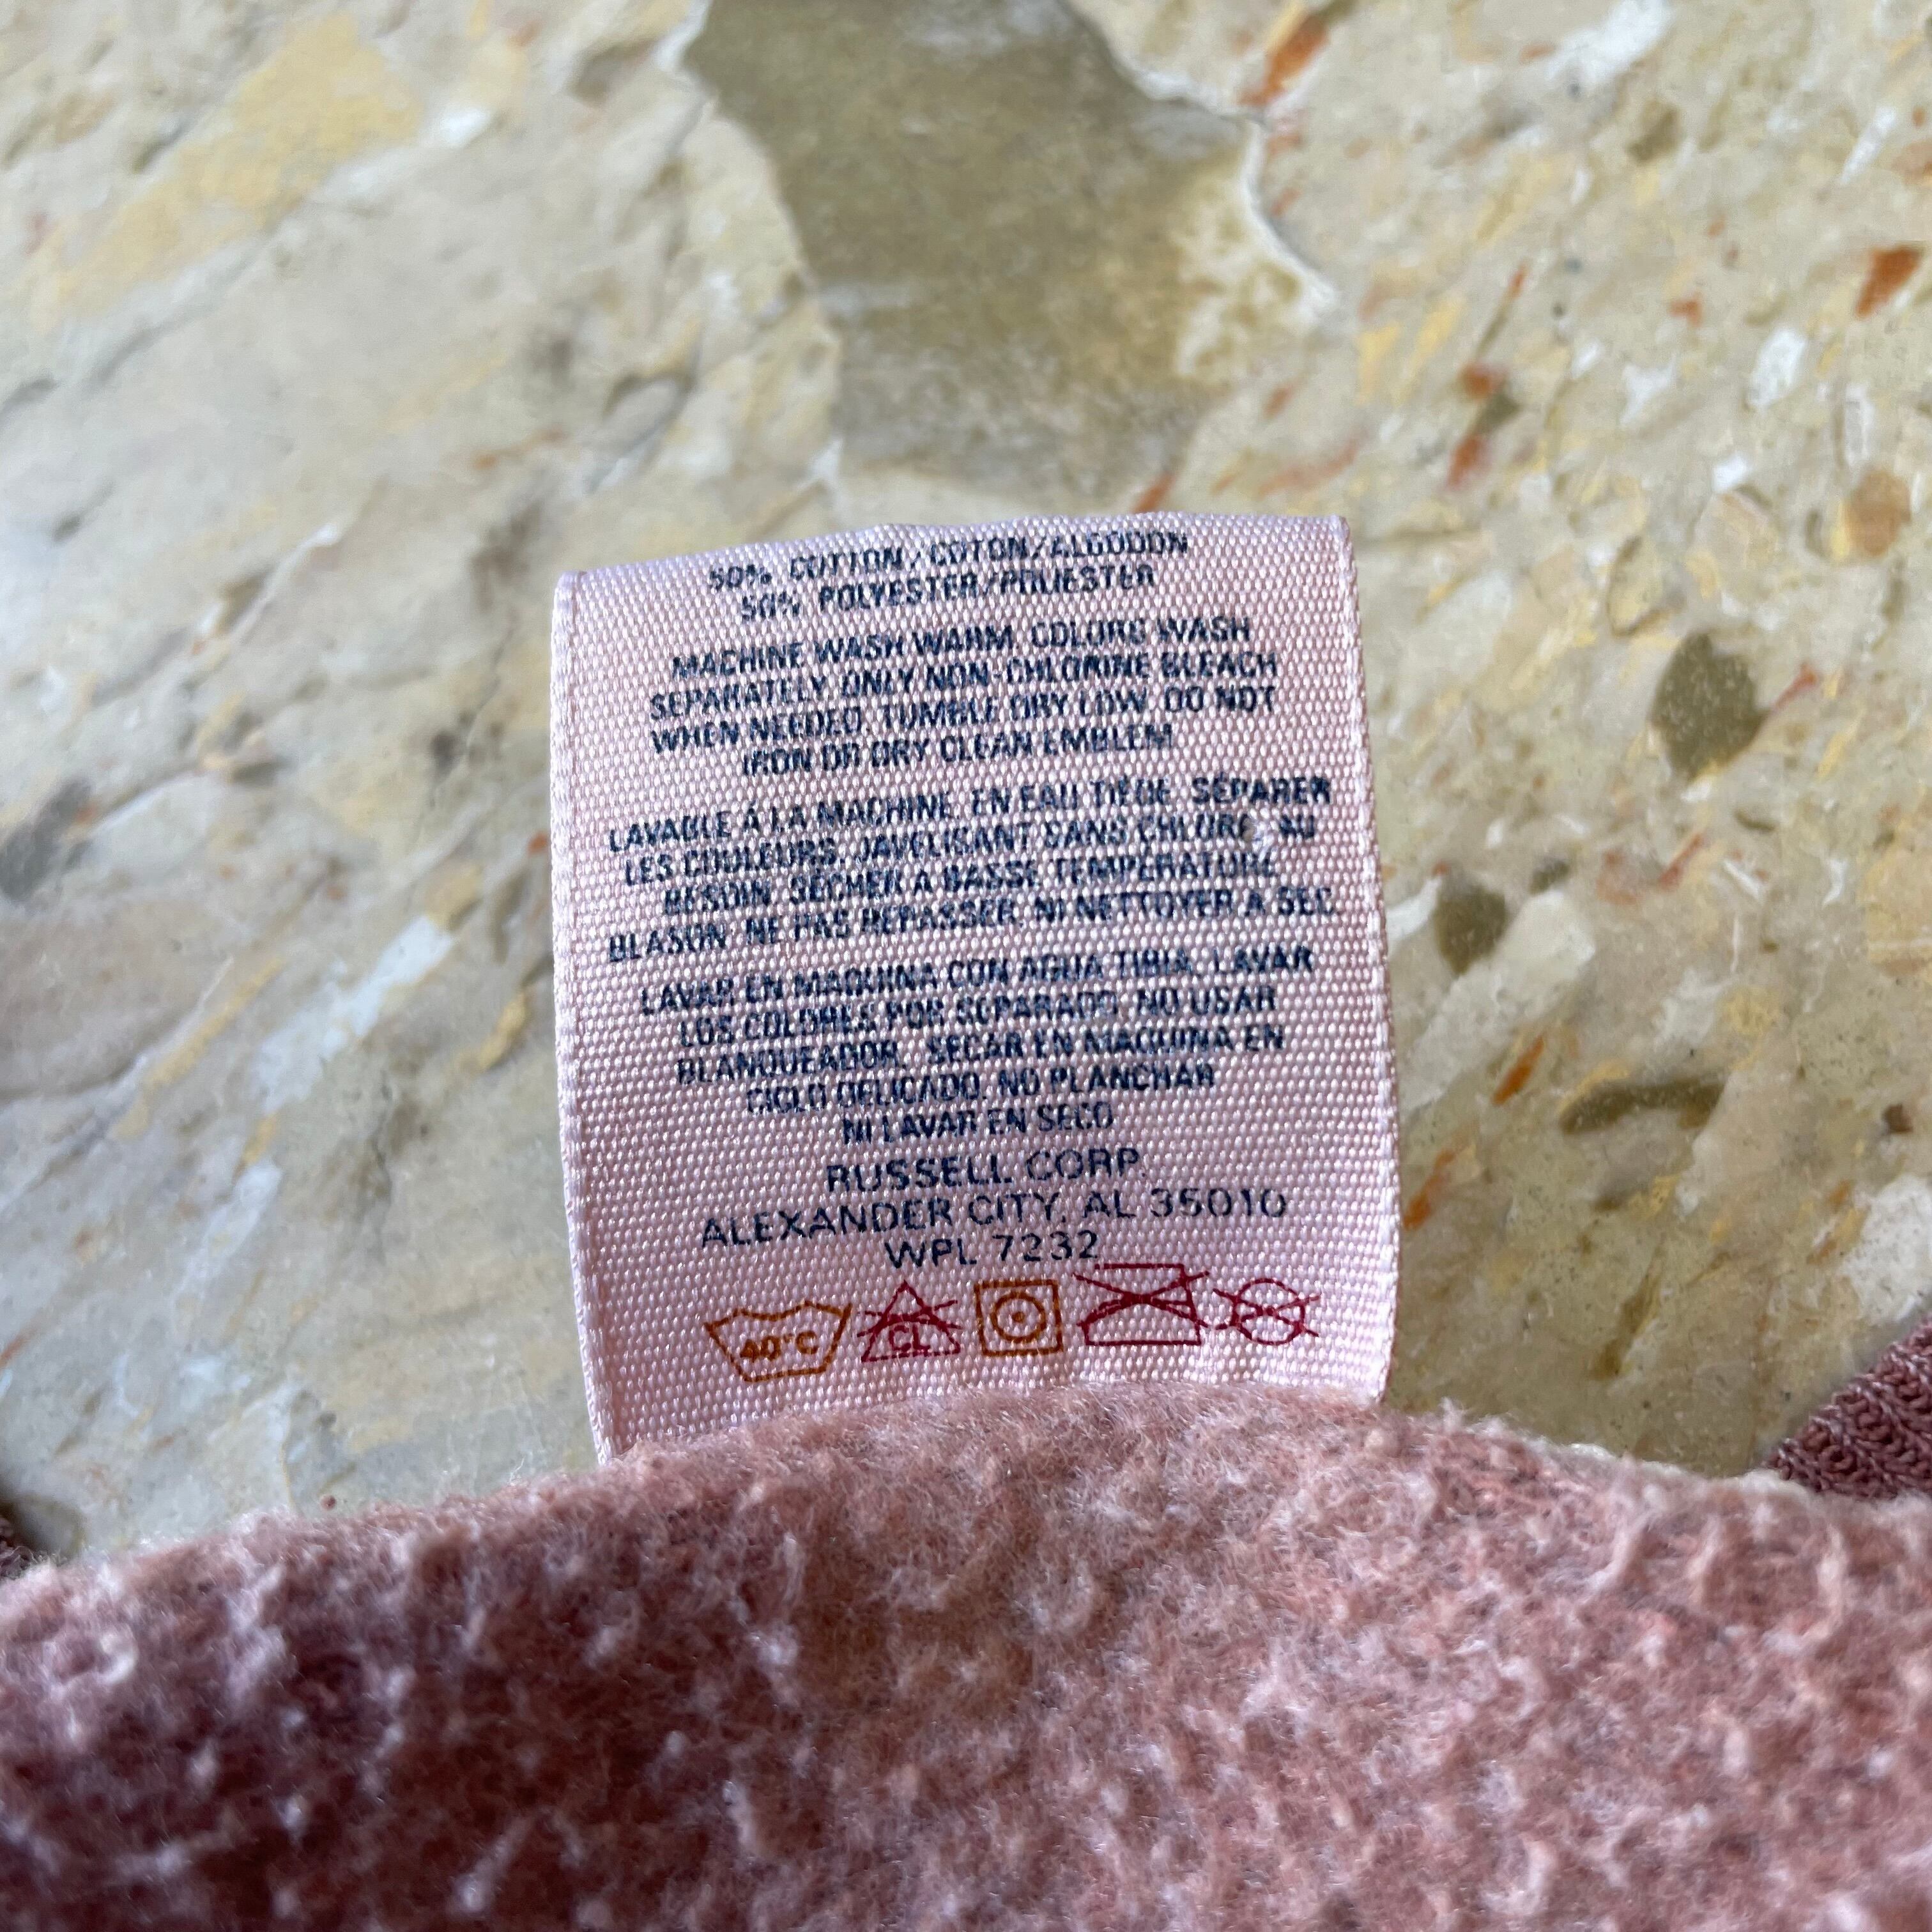 50% COTTON/COTON/ALGODON
50% POLYESTER/POLIESTER
MACHINE WASH WARM, COLORS WASH
SEPARATELY, ONLY NON-CHLORINE BLEACH
WHEN NEEDED, TUMBLE DRY LOW, DO NOT
IRON OR DRY CLEAN EMBLEM
LAVABLE À LA MACHINE, EN EAU TIÈDE, SÉPARER
LES COULEURS, JAVELISANT SANS CHLORE, AU
BESOIN, SÉCHER À BASSE TEMPÉRATURE
BLASON NE PAS REPASSER, NI NETTOYER A SEC
LAVAR EN MAQUINA CON AGUA TIBIA, LAVAR
LOS COLORES POR SEPARADO, NO USAR
BLANQUEADOR, SECAR EN MAQUINA EN
CICLO DELICADO, NO PLANCHAR
NI LAVAR EN SECO
RUSSELL CORP.
ALEXANDER CITY, AL 35010
WPL 7232
40°C CL